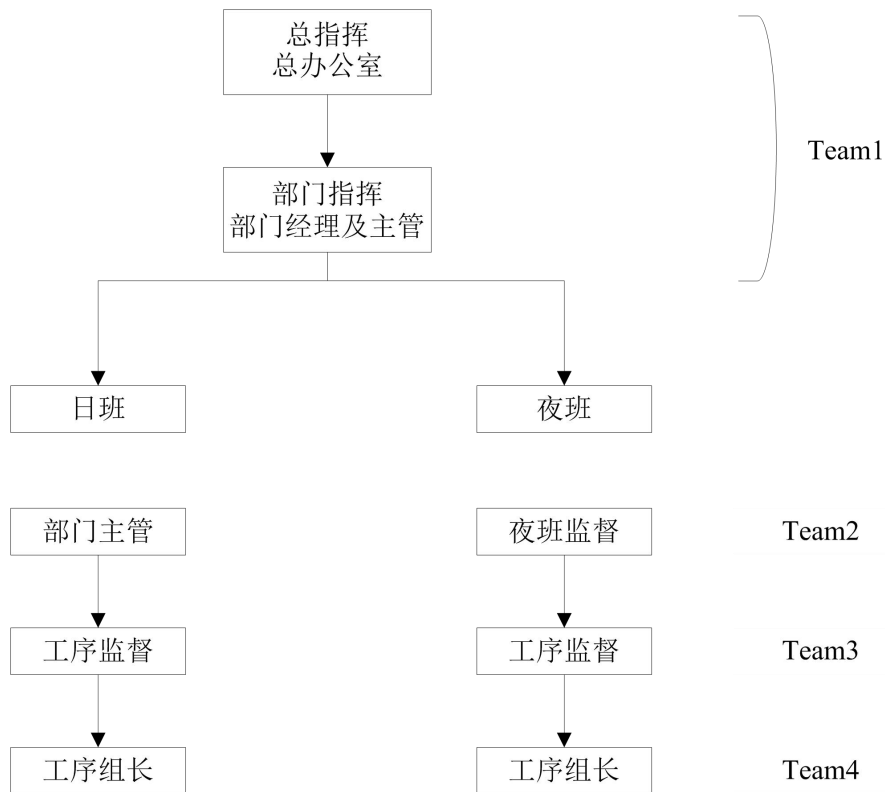 总指挥
总办公室
Team1
部门指挥
部门经理及主管
日班
夜班
部门主管
夜班监督
Team2
工序监督
工序监督
Team3
工序组长
工序组长
Team4